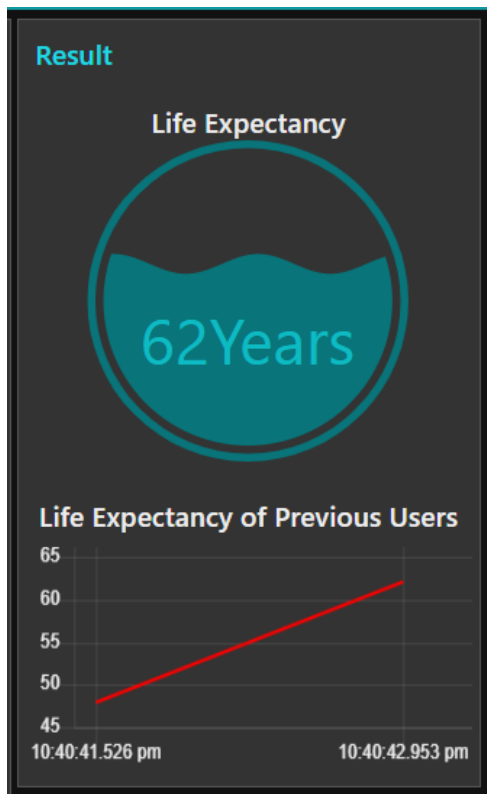 Result
Life Expectancy
62Years
Life Expectancy of Previous Users
65
60
55
50
45
10:40:41.526 pm 10:40:42.953 pm